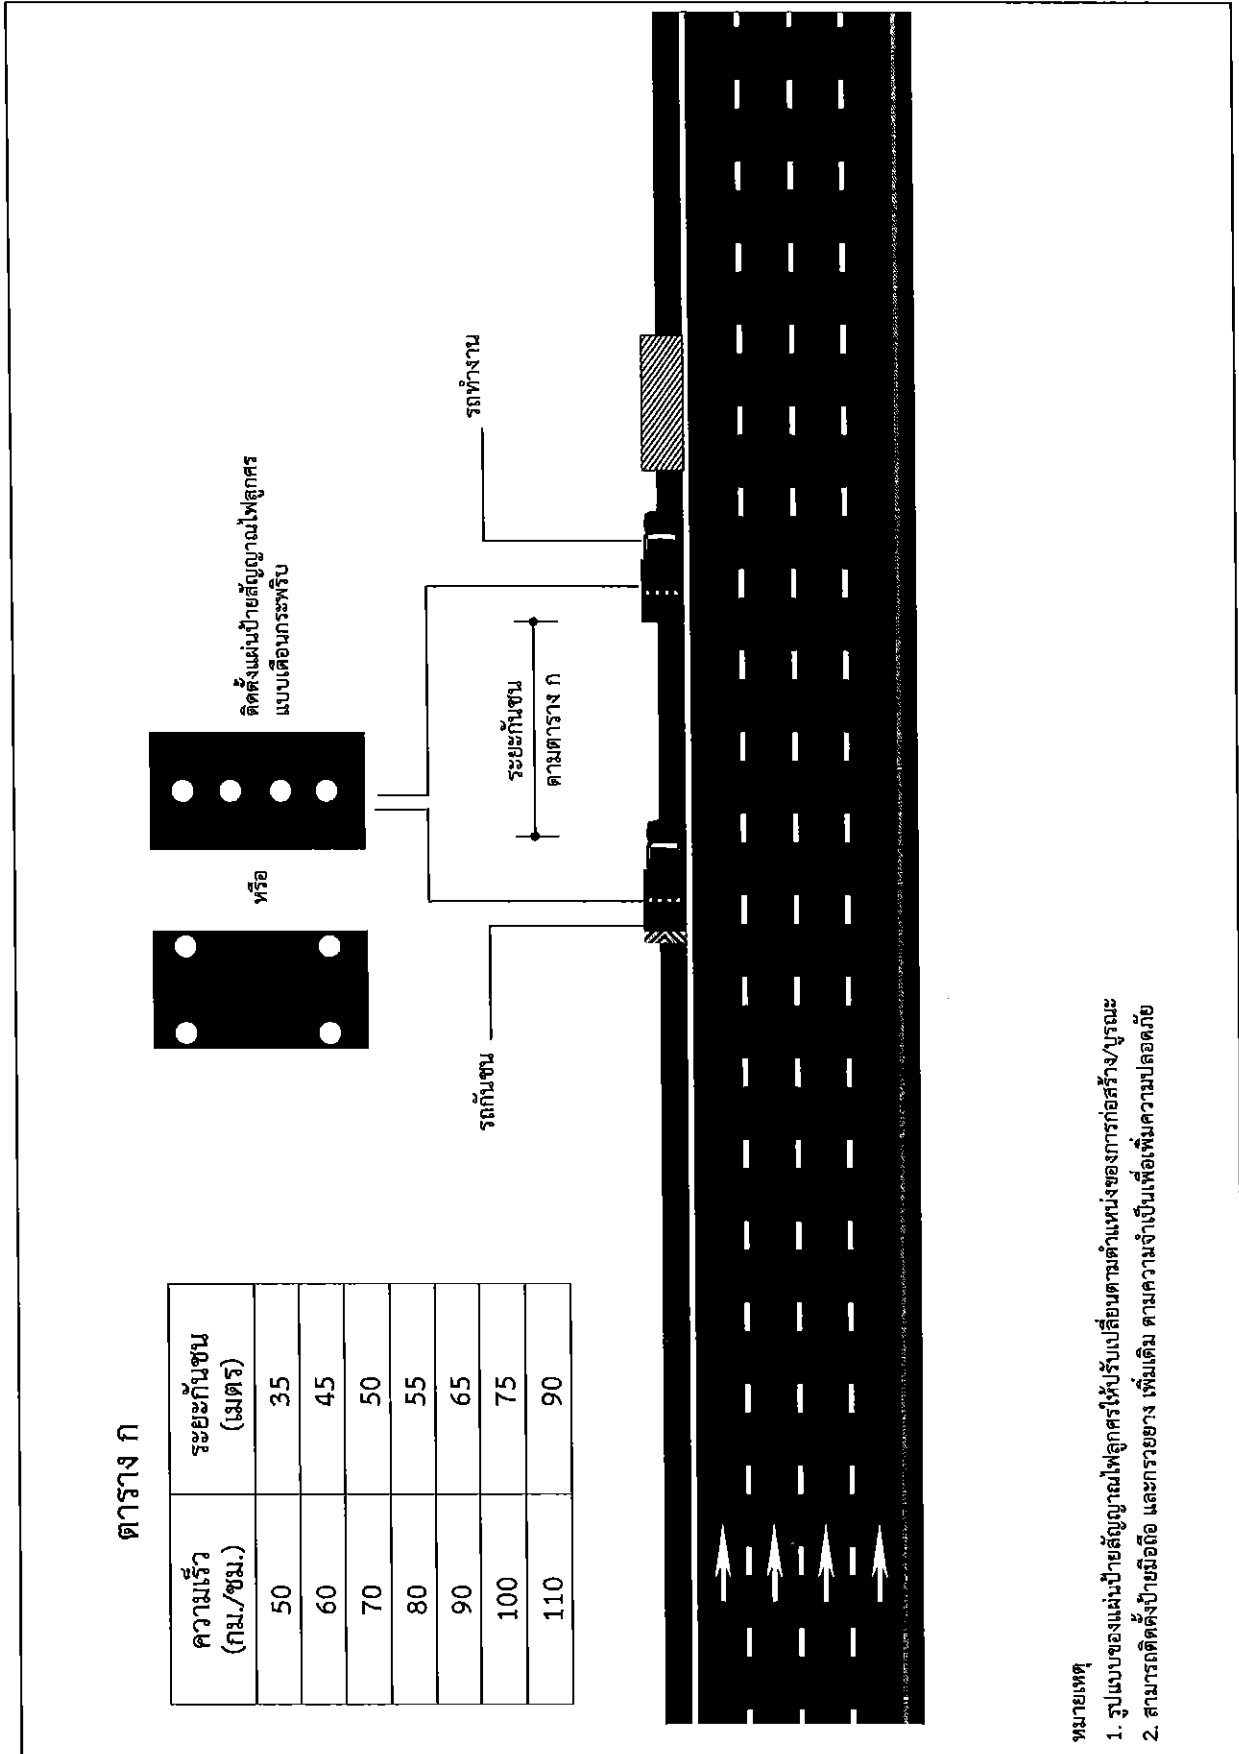 ตาราง ก
ความเร็ว (กม./ชม.) ระยะกันชน (เมตร)
50 35
60 45
70 50
80 55
90 65
100 75
110 90
หรือ
ติดตั้งแผ่นป้ายสัญญาณไฟลูกศร
แบบเตือนกระพริบ
รถกันชน
ระยะกันชน
ตามตาราง ก
รถทำงาน
หมายเหตุ
1. รูปแบบของแผ่นป้ายสัญญาณไฟลูกศรให้ปรับเปลี่ยนตามตำแหน่งของการก่อสร้าง/บูรณะ
2. สามารถติดตั้งป้ายมือถือ และกรวยยาง เพิ่มเติม ตามความจำเป็นเพื่อเพิ่มความปลอดภัย